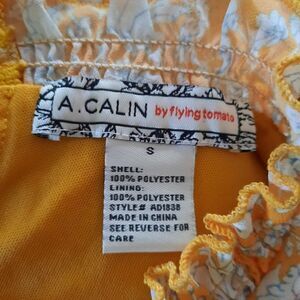 A.CALIN by flying tomato
S
SHELL:
100% POLYESTER
LINING:
100% POLYESTER
STYLE# AD1838
MADE IN CHINA
SEE REVERSE FOR
CARE